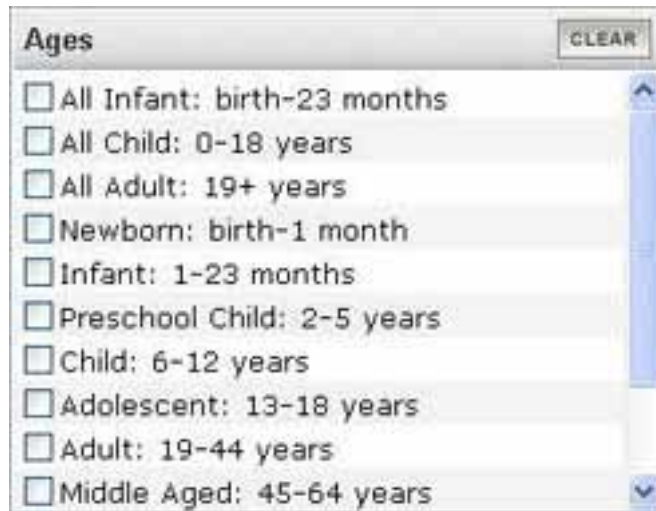 Ages
CLEAR
All Infant: birth-23 months
All Child: 0-18 years
All Adult: 19+ years
Newborn: birth-1 month
Infant: 1-23 months
Preschool Child: 2-5 years
Child: 6-12 years
Adolescent: 13-18 years
Adult: 19-44 years
Middle Aged: 45-64 years